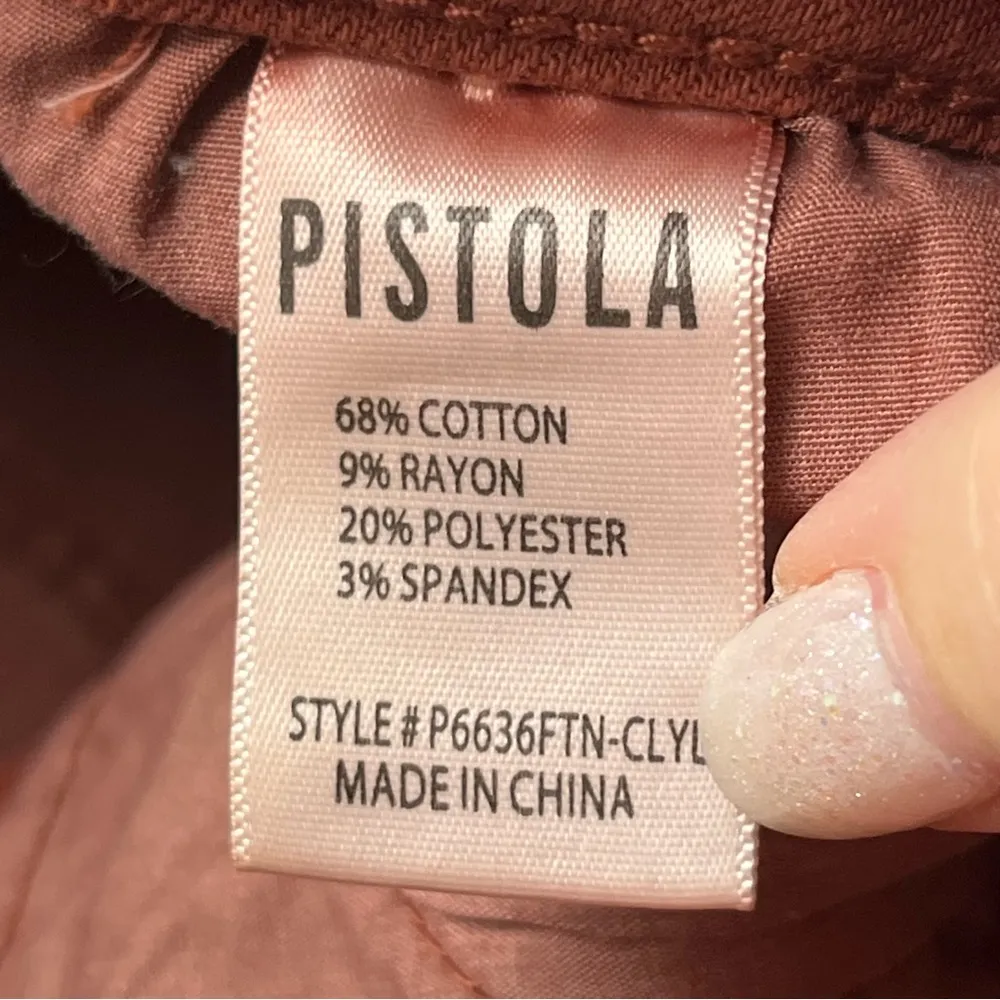 PISTOLA
68% COTTON
9% RAYON
20% POLYESTER
3% SPANDEX
STYLE # P6636FTN-CLYL
MADE IN CHINA